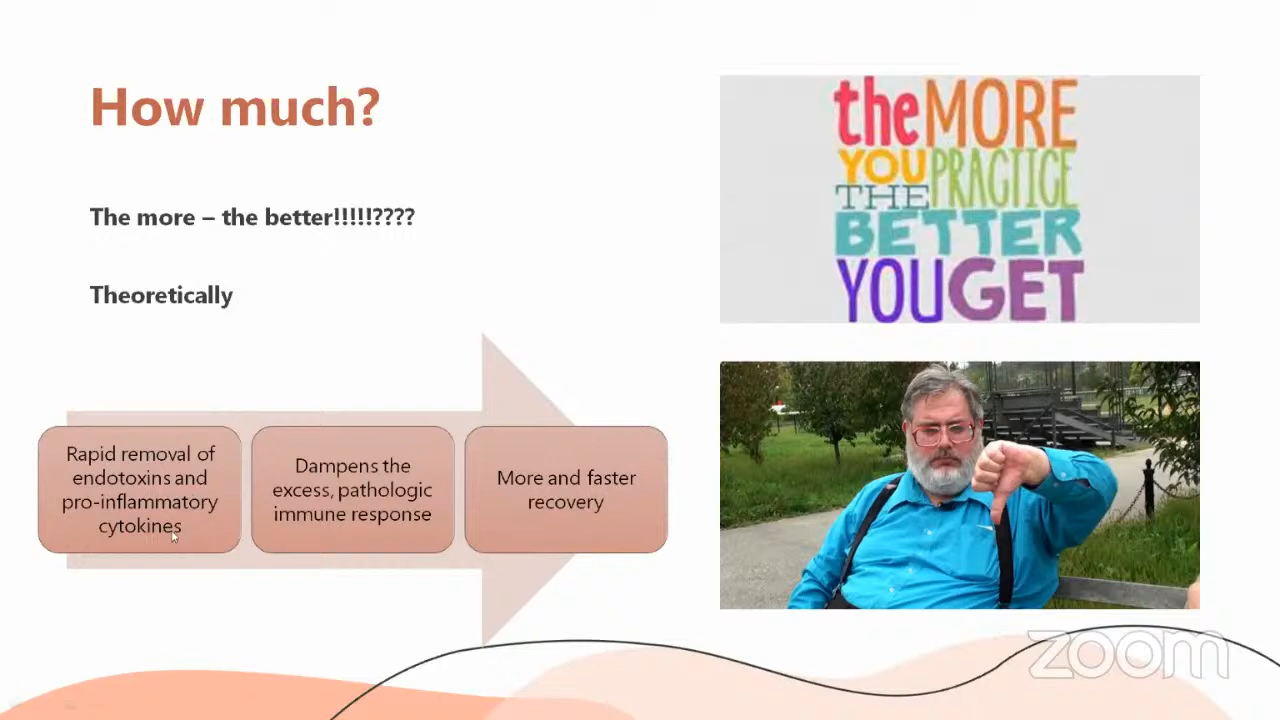 How much?
The more – the better!!!!!????
Theoretically
Rapid removal of
endotoxins and
pro-inflammatory
cytokines
Dampens the
excess, pathologic
immune response
More and faster
recovery
the MORE
YOU PRACTICE
THE
BETTER
YOU GET
zoom